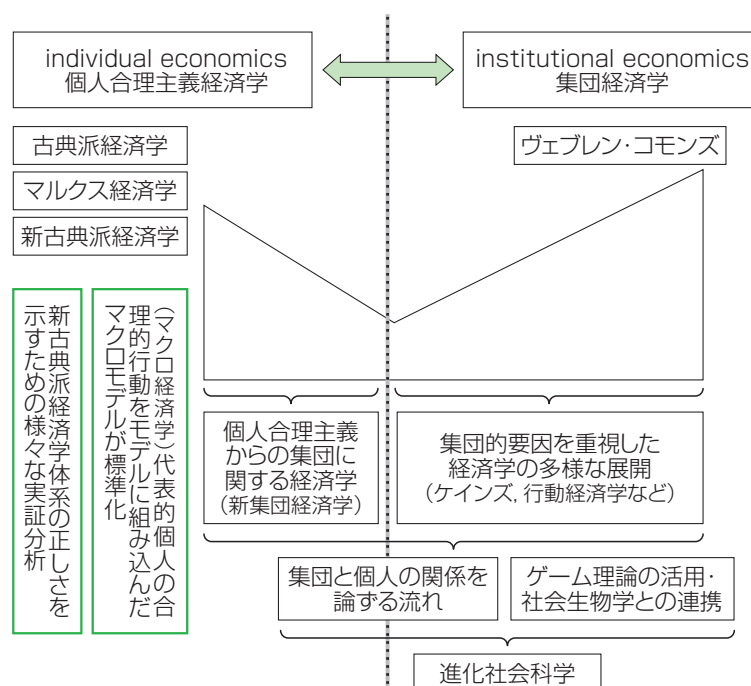 individual economics
個人合理主義経済学
institutional economics
集団経済学
古典派経済学
マルクス経済学
新古典派経済学
ヴェブレン・コモンズ
（マクロ経済学）代表的個人の合
理的行動をモデルに組み込んだ
マクロモデルが標準化
新古典派経済学体系の正しさを
示すための様々な実証分析
個人合理主義
からの集団に
関する経済学
（新集団経済学）
集団的要因を重視した
経済学の多様な展開
（ケインズ, 行動経済学など）
集団と個人の関係を
論ずる流れ
ゲーム理論の活用・
社会生物学との連携
進化社会科学